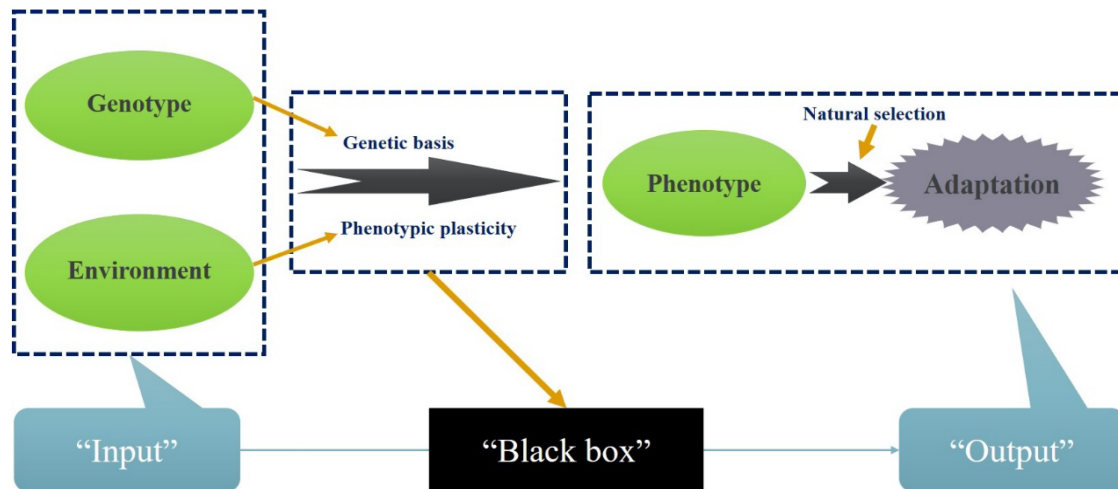 Genotype
Environment
Genetic basis
Phenotypic plasticity
Natural selection
Phenotype
Adaptation
“Input”
“Black box”
“Output”